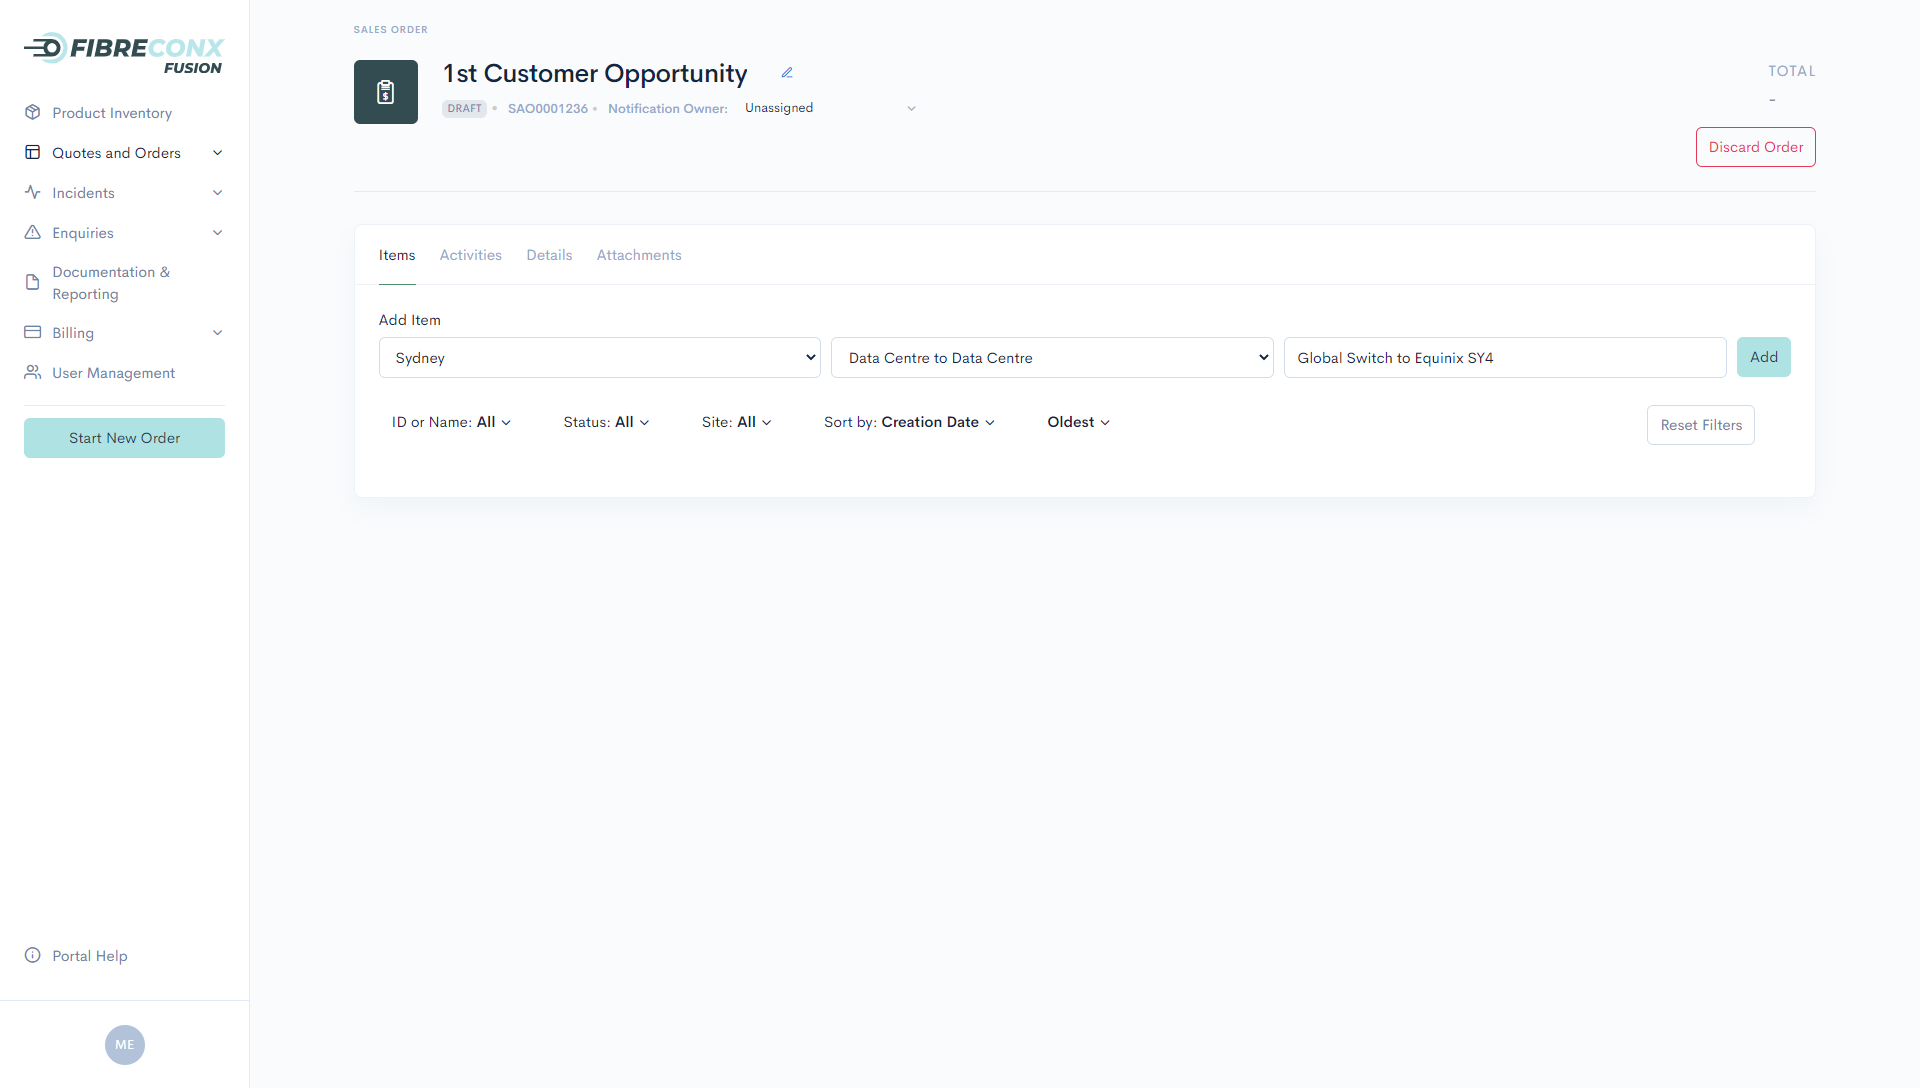 FIBRECONX
FUSION
Product Inventory
Quotes and Orders
Incidents
Enquiries
Documentation &
Reporting
Billing
User Management
Start New Order
Portal Help
ME
SALES ORDER
1st Customer Opportunity
DRAFT • SAO0001236 • Notification Owner: Unassigned
TOTAL
-
Discard Order
Items Activities Details Attachments
Add Item
Sydney Data Centre to Data Centre Global Switch to Equinix SY4 Add
ID or Name: All Status: All Site: All Sort by: Creation Date Oldest Reset Filters